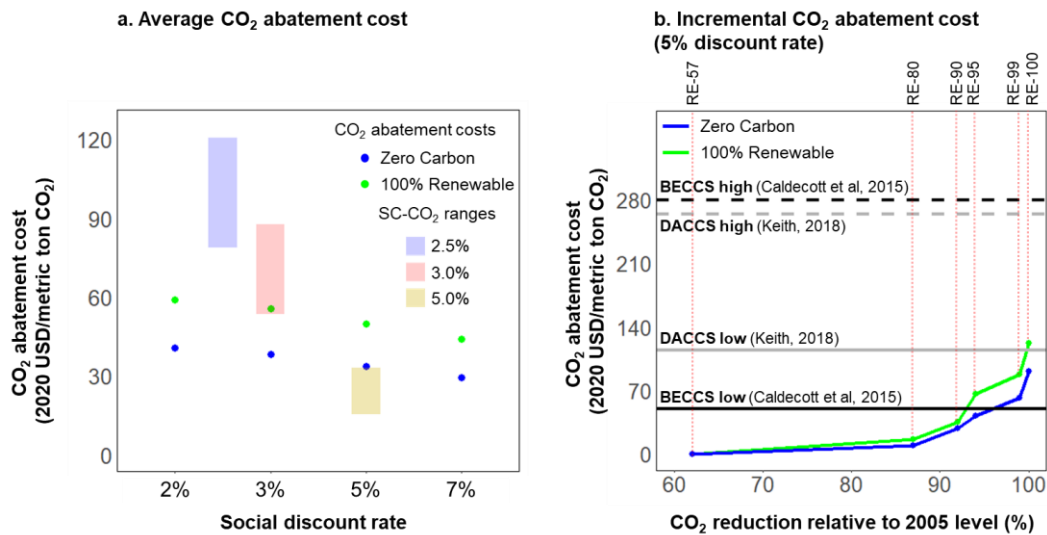 a. Average CO₂ abatement cost
CO₂ abatement cost
(2020 USD/metric ton CO₂)
120
90
60
30
0
CO₂ abatement costs
Zero Carbon
100% Renewable
SC-CO₂ ranges
2.5%
3.0%
5.0%
2%
3%
5%
7%
Social discount rate
b. Incremental CO₂ abatement cost
(5% discount rate)
RE-57
RE-80
RE-90
RE-95
RE-99
RE-100
CO₂ abatement cost
(2020 USD/metric ton CO₂)
280
210
140
70
0
Zero Carbon
100% Renewable
BECCS high (Caldecott et al, 2015)
DACCS high (Keith, 2018)
DACCS low (Keith, 2018)
BECCS low (Caldecott et al, 2015)
60
70
80
90
100
CO₂ reduction relative to 2005 level (%)